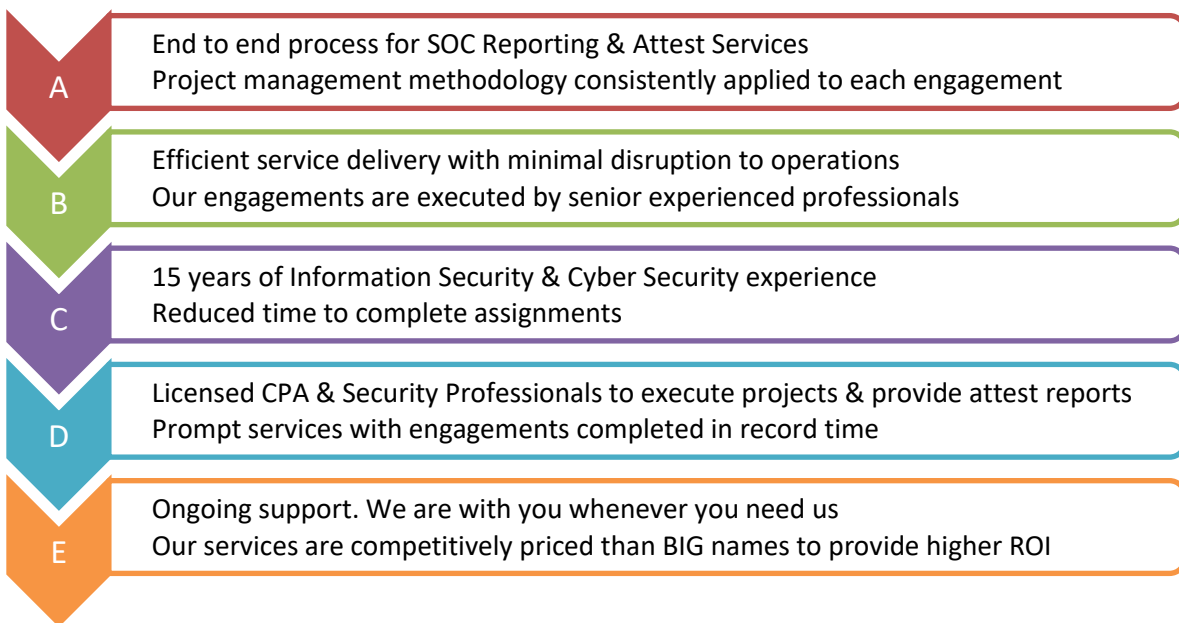 A
End to end process for SOC Reporting & Attest Services
Project management methodology consistently applied to each engagement
B
Efficient service delivery with minimal disruption to operations
Our engagements are executed by senior experienced professionals
C
15 years of Information Security & Cyber Security experience
Reduced time to complete assignments
D
Licensed CPA & Security Professionals to execute projects & provide attest reports
Prompt services with engagements completed in record time
E
Ongoing support. We are with you whenever you need us
Our services are competitively priced than BIG names to provide higher ROI